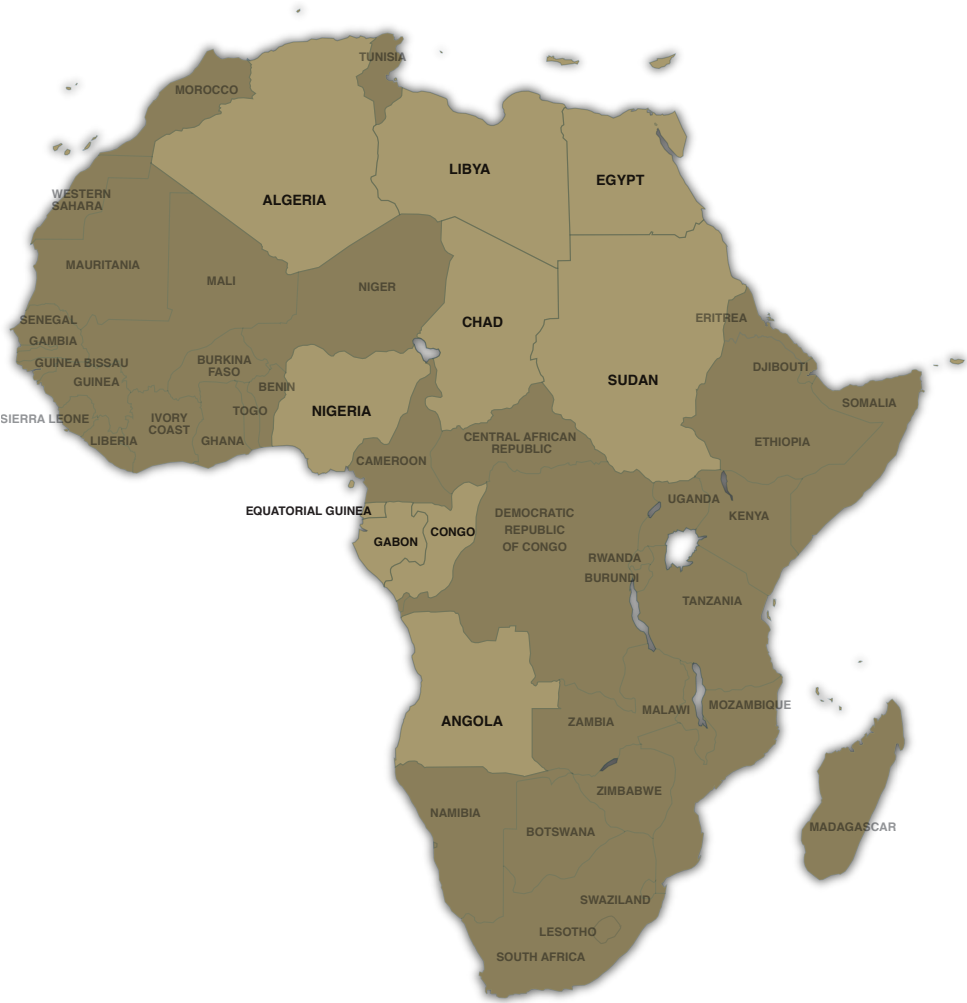 TUNISIA
MOROCCO
LIBYA
EGYPT
ALGERIA
WESTERN
SAHARA
MAURITANIA
MALI
NIGER
CHAD
SENEGAL
ERITREA
GAMBIA
GUINEA BISSAU
BURKINA
FASO
DJIBOUTI
GUINEA
BENIN
SUDAN
SOMALIA
NIGERIA
TOGO
SIERRA LEONE
IVORY
COAST
LIBERIA
GHANA
CENTRAL AFRICAN
REPUBLIC
ETHIOPIA
CAMEROON
UGANDA
EQUATORIAL GUINEA
DEMOCRATIC
REPUBLIC
OF CONGO
KENYA
CONGO
GABON
RWANDA
BURUNDI
TANZANIA
MALAWI
MOZAMBIQUE
ANGOLA
ZAMBIA
ZIMBABWE
NAMIBIA
BOTSWANA
MADAGASCAR
SWAZILAND
LESOTHO
SOUTH AFRICA